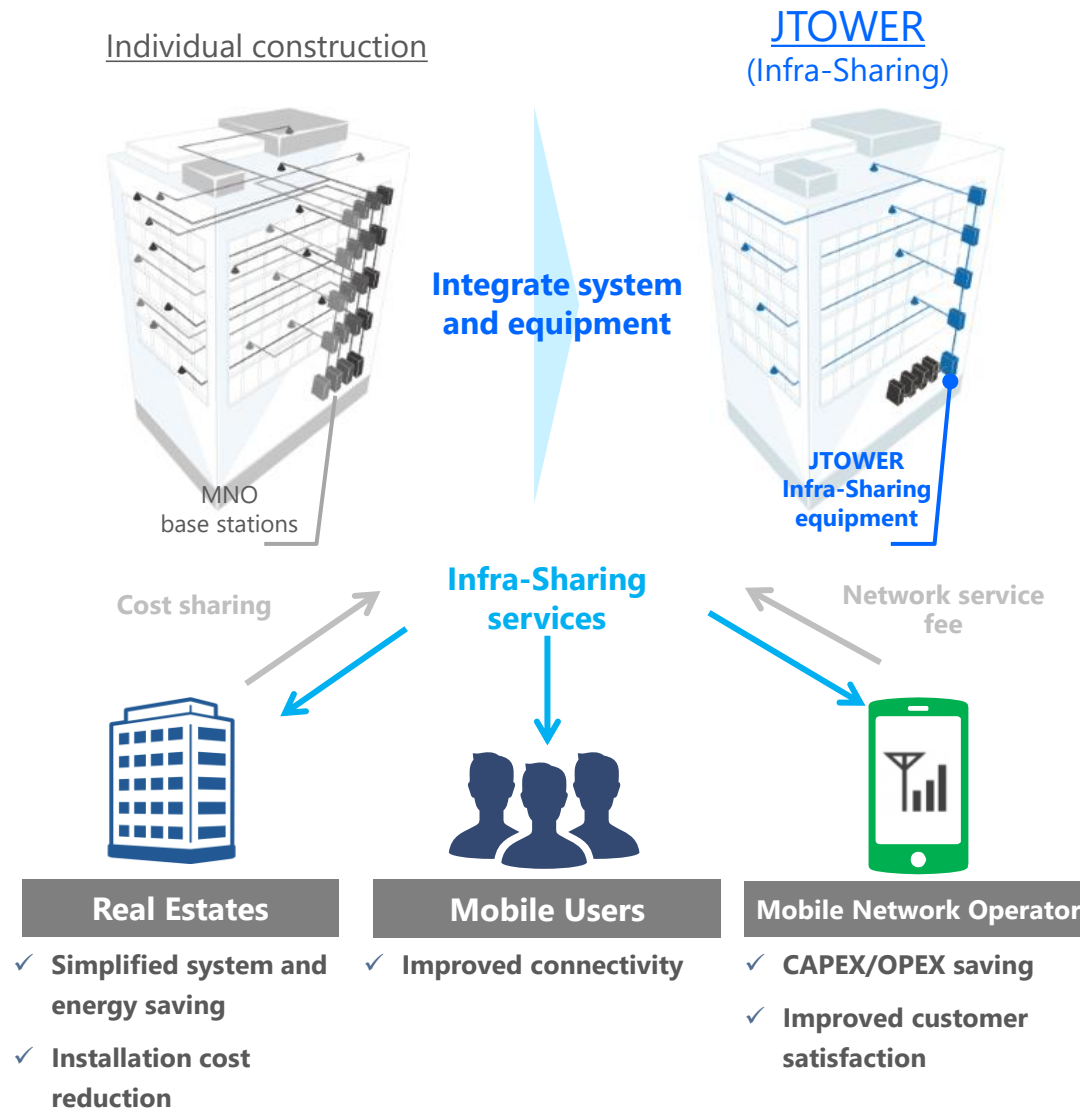 Individual construction
JTOWER
(Infra-Sharing)
Integrate system
and equipment
MNO
base stations
JTOWER
Infra-Sharing
equipment
Cost sharing
Infra-Sharing
services
Network service
fee
Real Estates
Mobile Users
Mobile Network Operator
✓ Simplified system and
energy saving
✓ Installation cost
reduction
✓ Improved connectivity
✓ CAPEX/OPEX saving
✓ Improved customer
satisfaction